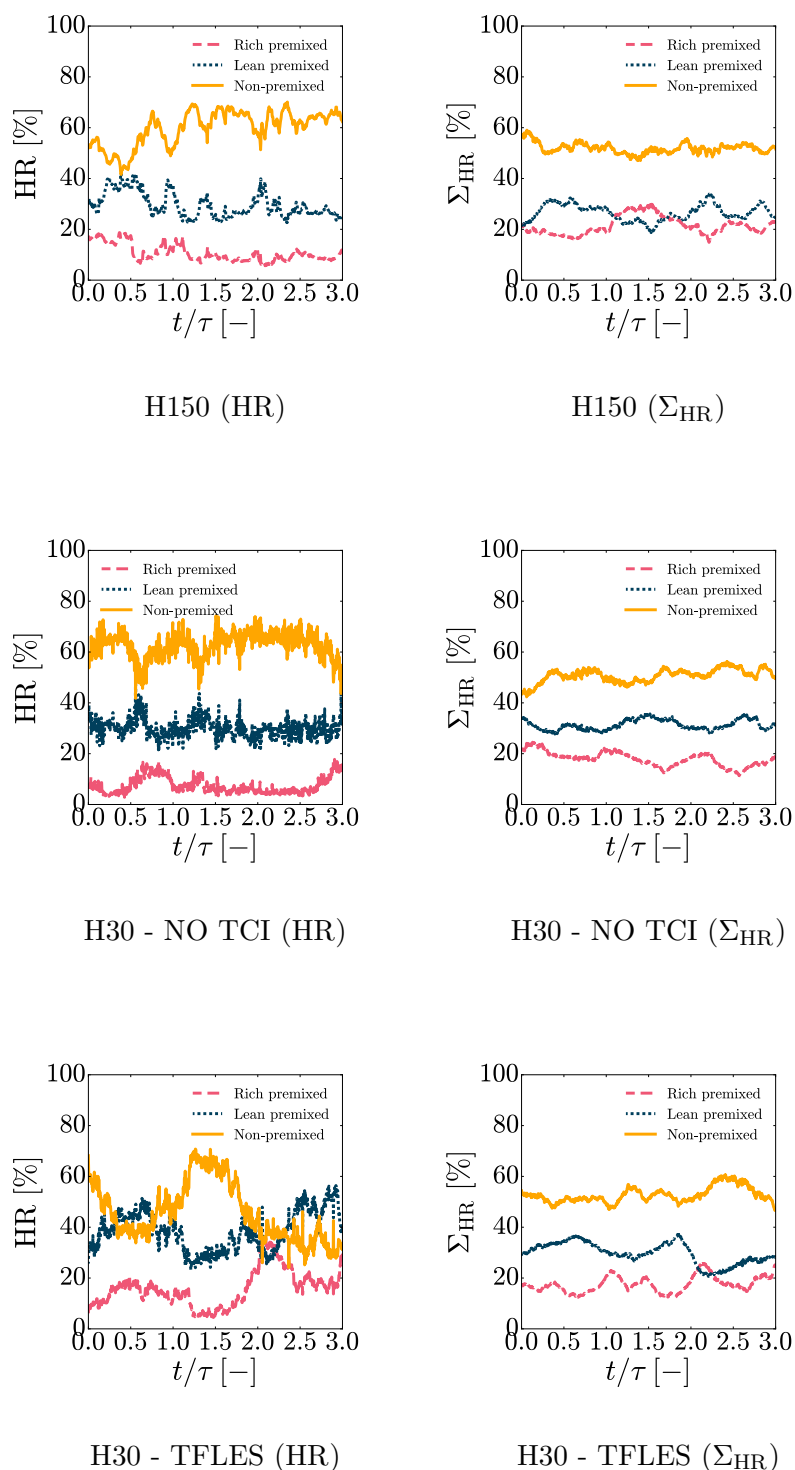 100
80
60
40
20
0
HR [%]
Rich premixed
Lean premixed
Non-premixed
0.0 0.5 1.0 1.5 2.0 2.5 3.0
t/τ [−]
H150 (HR)
100
80
60
40
20
0
Σ_HR [%]
Rich premixed
Lean premixed
Non-premixed
0.0 0.5 1.0 1.5 2.0 2.5 3.0
t/τ [−]
H150 (Σ_HR)
100
80
60
40
20
0
HR [%]
Rich premixed
Lean premixed
Non-premixed
0.0 0.5 1.0 1.5 2.0 2.5 3.0
t/τ [−]
H30 - NO TCI (HR)
100
80
60
40
20
0
Σ_HR [%]
Rich premixed
Lean premixed
Non-premixed
0.0 0.5 1.0 1.5 2.0 2.5 3.0
t/τ [−]
H30 - NO TCI (Σ_HR)
100
80
60
40
20
0
HR [%]
Rich premixed
Lean premixed
Non-premixed
0.0 0.5 1.0 1.5 2.0 2.5 3.0
t/τ [−]
H30 - TFLES (HR)
100
80
60
40
20
0
Σ_HR [%]
Rich premixed
Lean premixed
Non-premixed
0.0 0.5 1.0 1.5 2.0 2.5 3.0
t/τ [−]
H30 - TFLES (Σ_HR)